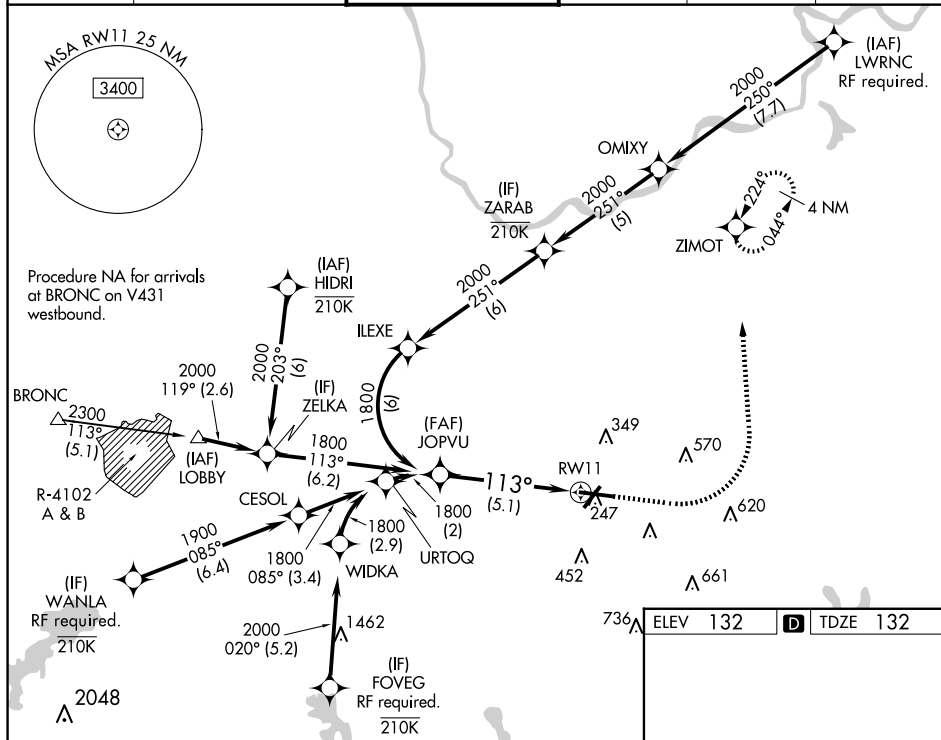 MSA RW11 25 NM
3400
(IAF)
LWRNC
RF required.
2000
250°
(7.7)
OMIXY
2000
251°
(5)
(IF)
ZARAB
210K
224°
044°
4 NM
ZIMOT
Procedure NA for arrivals
at BRONC on V431
westbound.
(IAF)
HIDRI
210K
2000
251°
(6)
ILEXE
2000
203°
(6)
2000
119° (2.6)
(IF)
ZELKA
1800
(6)
BRONC
2300
113°
(5.1)
(IAF)
LOBBY
1800
113°
(6.2)
(FAF)
JOPVU
113°
(5.1)
RW11
349
570
247
620
R-4102
A & B
CESOL
1800
(2)
URTOQ
1800
(2.9)
WIDKA
1900
085°
(6.4)
1800
085° (3.4)
452
661
736
(IF)
WANLA
RF required.
210K
2000
020° (5.2)
1462
(IF)
FOVEG
RF required.
210K
2048
ELEV 132 D TDZE 132